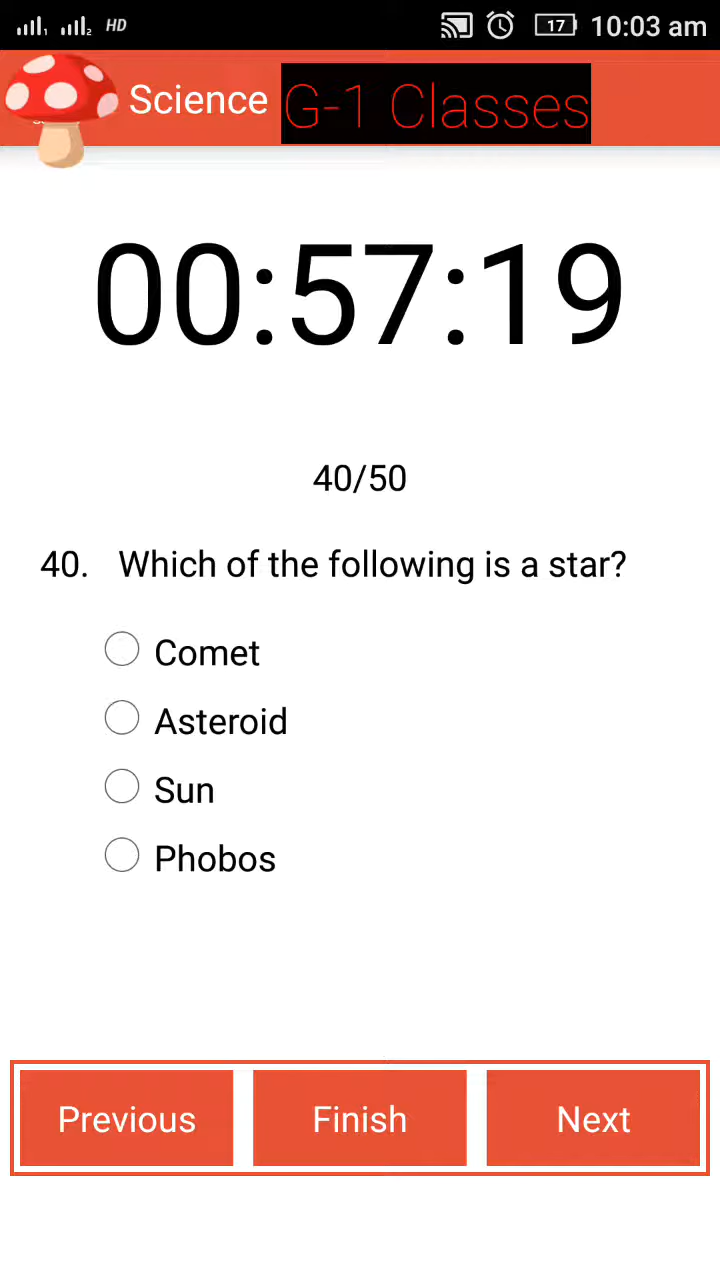 HD 17 10:03 am
Science G-1 Classes
00:57:19
40/50
40. Which of the following is a star?
Comet
Asteroid
Sun
Phobos
Previous Finish Next